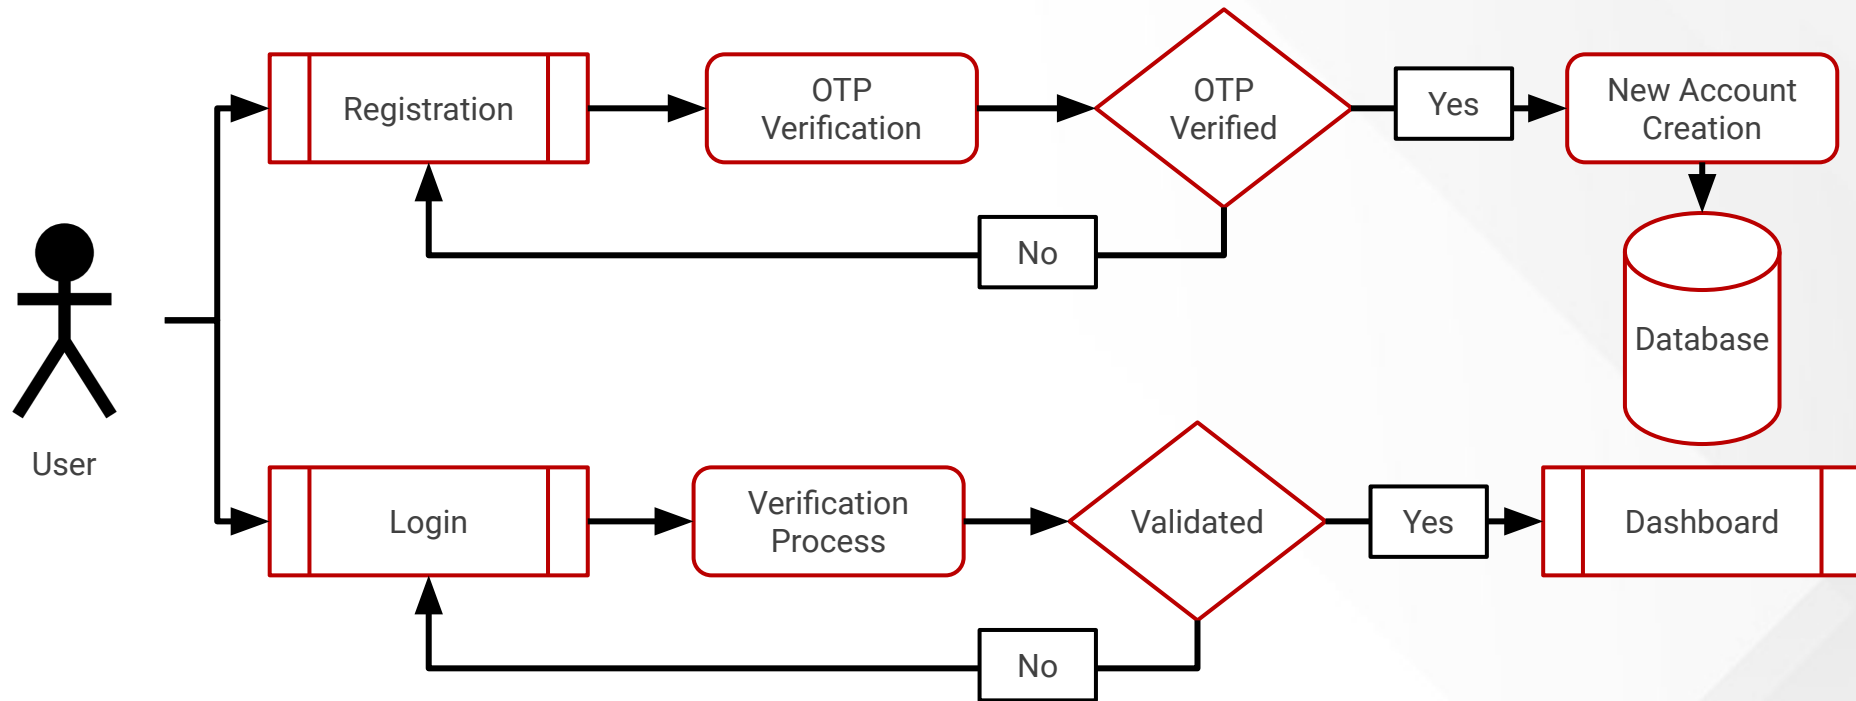 Registration
OTP
Verification
OTP
Verified
Yes
New Account
Creation
No
Database
User
Login
Verification
Process
Validated
Yes
Dashboard
No